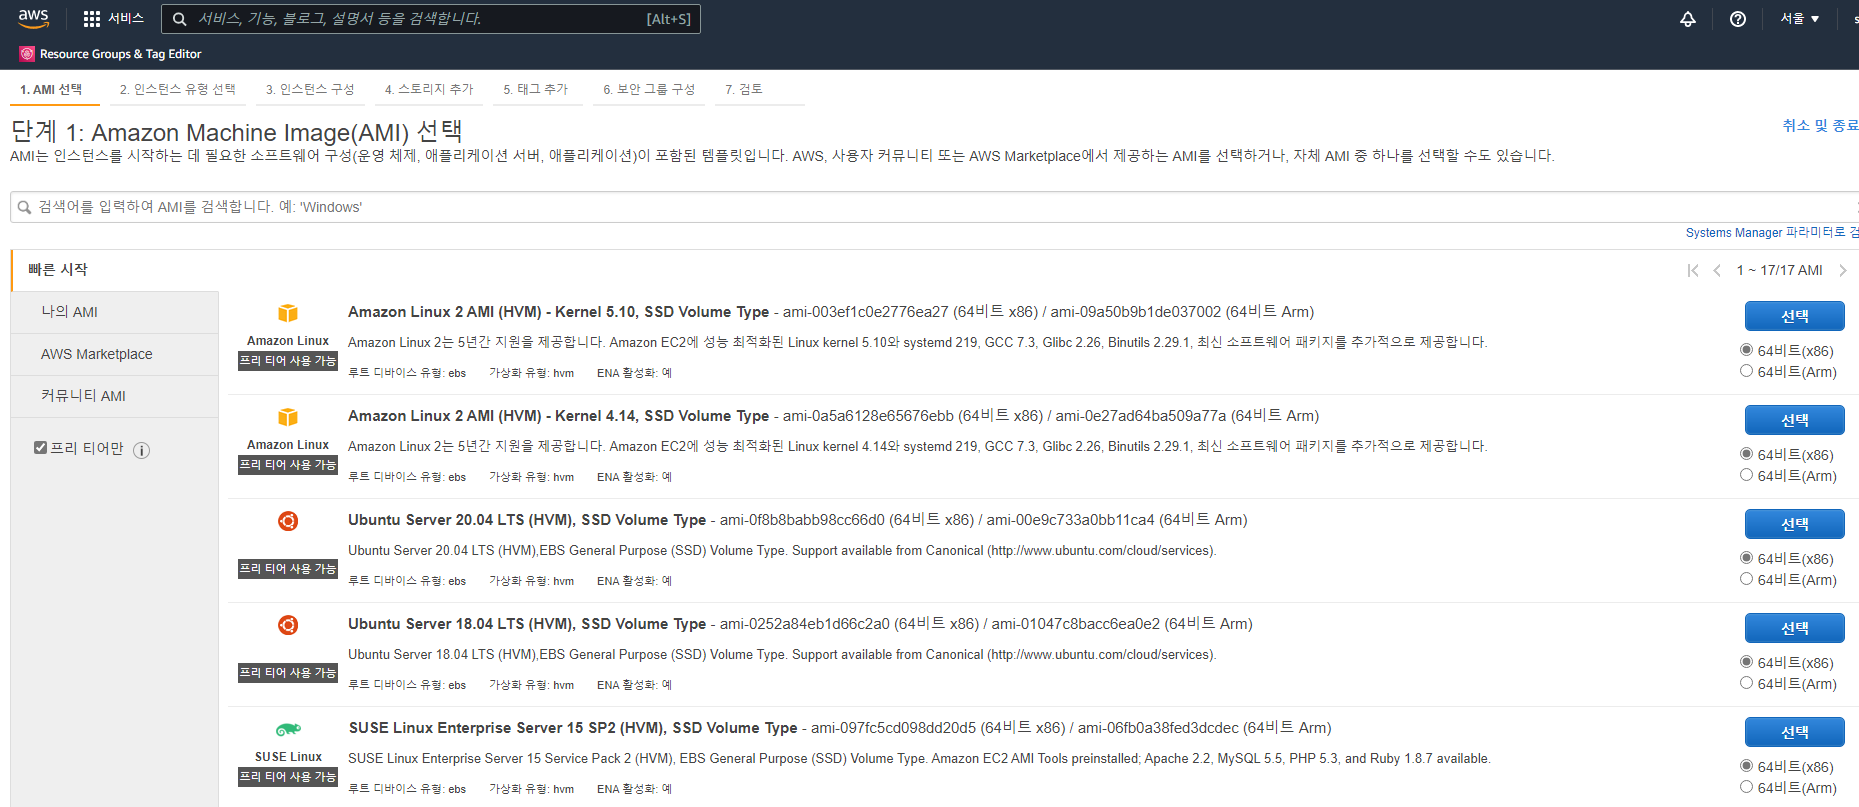 aws
서비스
서비스, 기능, 블로그, 설명서 등을 검색합니다.
[Alt+S]
서울
Resource Groups & Tag Editor
1. AMI 선택
2. 인스턴스 유형 선택
3. 인스턴스 구성
4. 스토리지 추가
5. 태그 추가
6. 보안 그룹 구성
7. 검토
단계 1: Amazon Machine Image(AMI) 선택
취소 및 종료
AMI는 인스턴스를 시작하는 데 필요한 소프트웨어 구성(운영 체제, 애플리케이션 서버, 애플리케이션)이 포함된 템플릿입니다. AWS, 사용자 커뮤니티 또는 AWS Marketplace에서 제공하는 AMI를 선택하거나, 자체 AMI 중 하나를 선택할 수도 있습니다.
검색어를 입력하여 AMI를 검색합니다. 예: 'Windows'
Systems Manager 파라미터로 검
빠른 시작
1 ~ 17/17 AMI
나의 AMI
AWS Marketplace
커뮤니티 AMI
프리 티어만
Amazon Linux
프리 티어 사용 가능
Amazon Linux 2 AMI (HVM) - Kernel 5.10, SSD Volume Type - ami-003ef1c0e2776ea27 (64비트 x86) / ami-09a50b9b1de037002 (64비트 Arm)
Amazon Linux 2는 5년간 지원을 제공합니다. Amazon EC2에 성능 최적화된 Linux kernel 5.10와 systemd 219, GCC 7.3, Glibc 2.26, Binutils 2.29.1, 최신 소프트웨어 패키지를 추가적으로 제공합니다.
루트 디바이스 유형: ebs 가상화 유형: hvm ENA 활성화: 예
선택
64비트(x86)
64비트(Arm)
Amazon Linux
프리 티어 사용 가능
Amazon Linux 2 AMI (HVM) - Kernel 4.14, SSD Volume Type - ami-0a5a6128e65676ebb (64비트 x86) / ami-0e27ad64ba509a77a (64비트 Arm)
Amazon Linux 2는 5년간 지원을 제공합니다. Amazon EC2에 성능 최적화된 Linux kernel 4.14와 systemd 219, GCC 7.3, Glibc 2.26, Binutils 2.29.1, 최신 소프트웨어 패키지를 추가적으로 제공합니다.
루트 디바이스 유형: ebs 가상화 유형: hvm ENA 활성화: 예
선택
64비트(x86)
64비트(Arm)
프리 티어 사용 가능
Ubuntu Server 20.04 LTS (HVM), SSD Volume Type - ami-0f8b8babb98cc66d0 (64비트 x86) / ami-00e9c733a0bb11ca4 (64비트 Arm)
Ubuntu Server 20.04 LTS (HVM),EBS General Purpose (SSD) Volume Type. Support available from Canonical (http://www.ubuntu.com/cloud/services).
루트 디바이스 유형: ebs 가상화 유형: hvm ENA 활성화: 예
선택
64비트(x86)
64비트(Arm)
프리 티어 사용 가능
Ubuntu Server 18.04 LTS (HVM), SSD Volume Type - ami-0252a84eb1d66c2a0 (64비트 x86) / ami-01047c8bacc6ea0e2 (64비트 Arm)
Ubuntu Server 18.04 LTS (HVM),EBS General Purpose (SSD) Volume Type. Support available from Canonical (http://www.ubuntu.com/cloud/services).
루트 디바이스 유형: ebs 가상화 유형: hvm ENA 활성화: 예
선택
64비트(x86)
64비트(Arm)
SUSE Linux
프리 티어 사용 가능
SUSE Linux Enterprise Server 15 SP2 (HVM), SSD Volume Type - ami-097fc5cd098dd20d5 (64비트 x86) / ami-06fb0a38fed3dcdec (64비트 Arm)
SUSE Linux Enterprise Server 15 Service Pack 2 (HVM), EBS General Purpose (SSD) Volume Type. Amazon EC2 AMI Tools preinstalled; Apache 2.2, MySQL 5.5, PHP 5.3, and Ruby 1.8.7 available.
루트 디바이스 유형: ebs 가상화 유형: hvm ENA 활성화: 예
선택
64비트(x86)
64비트(Arm)